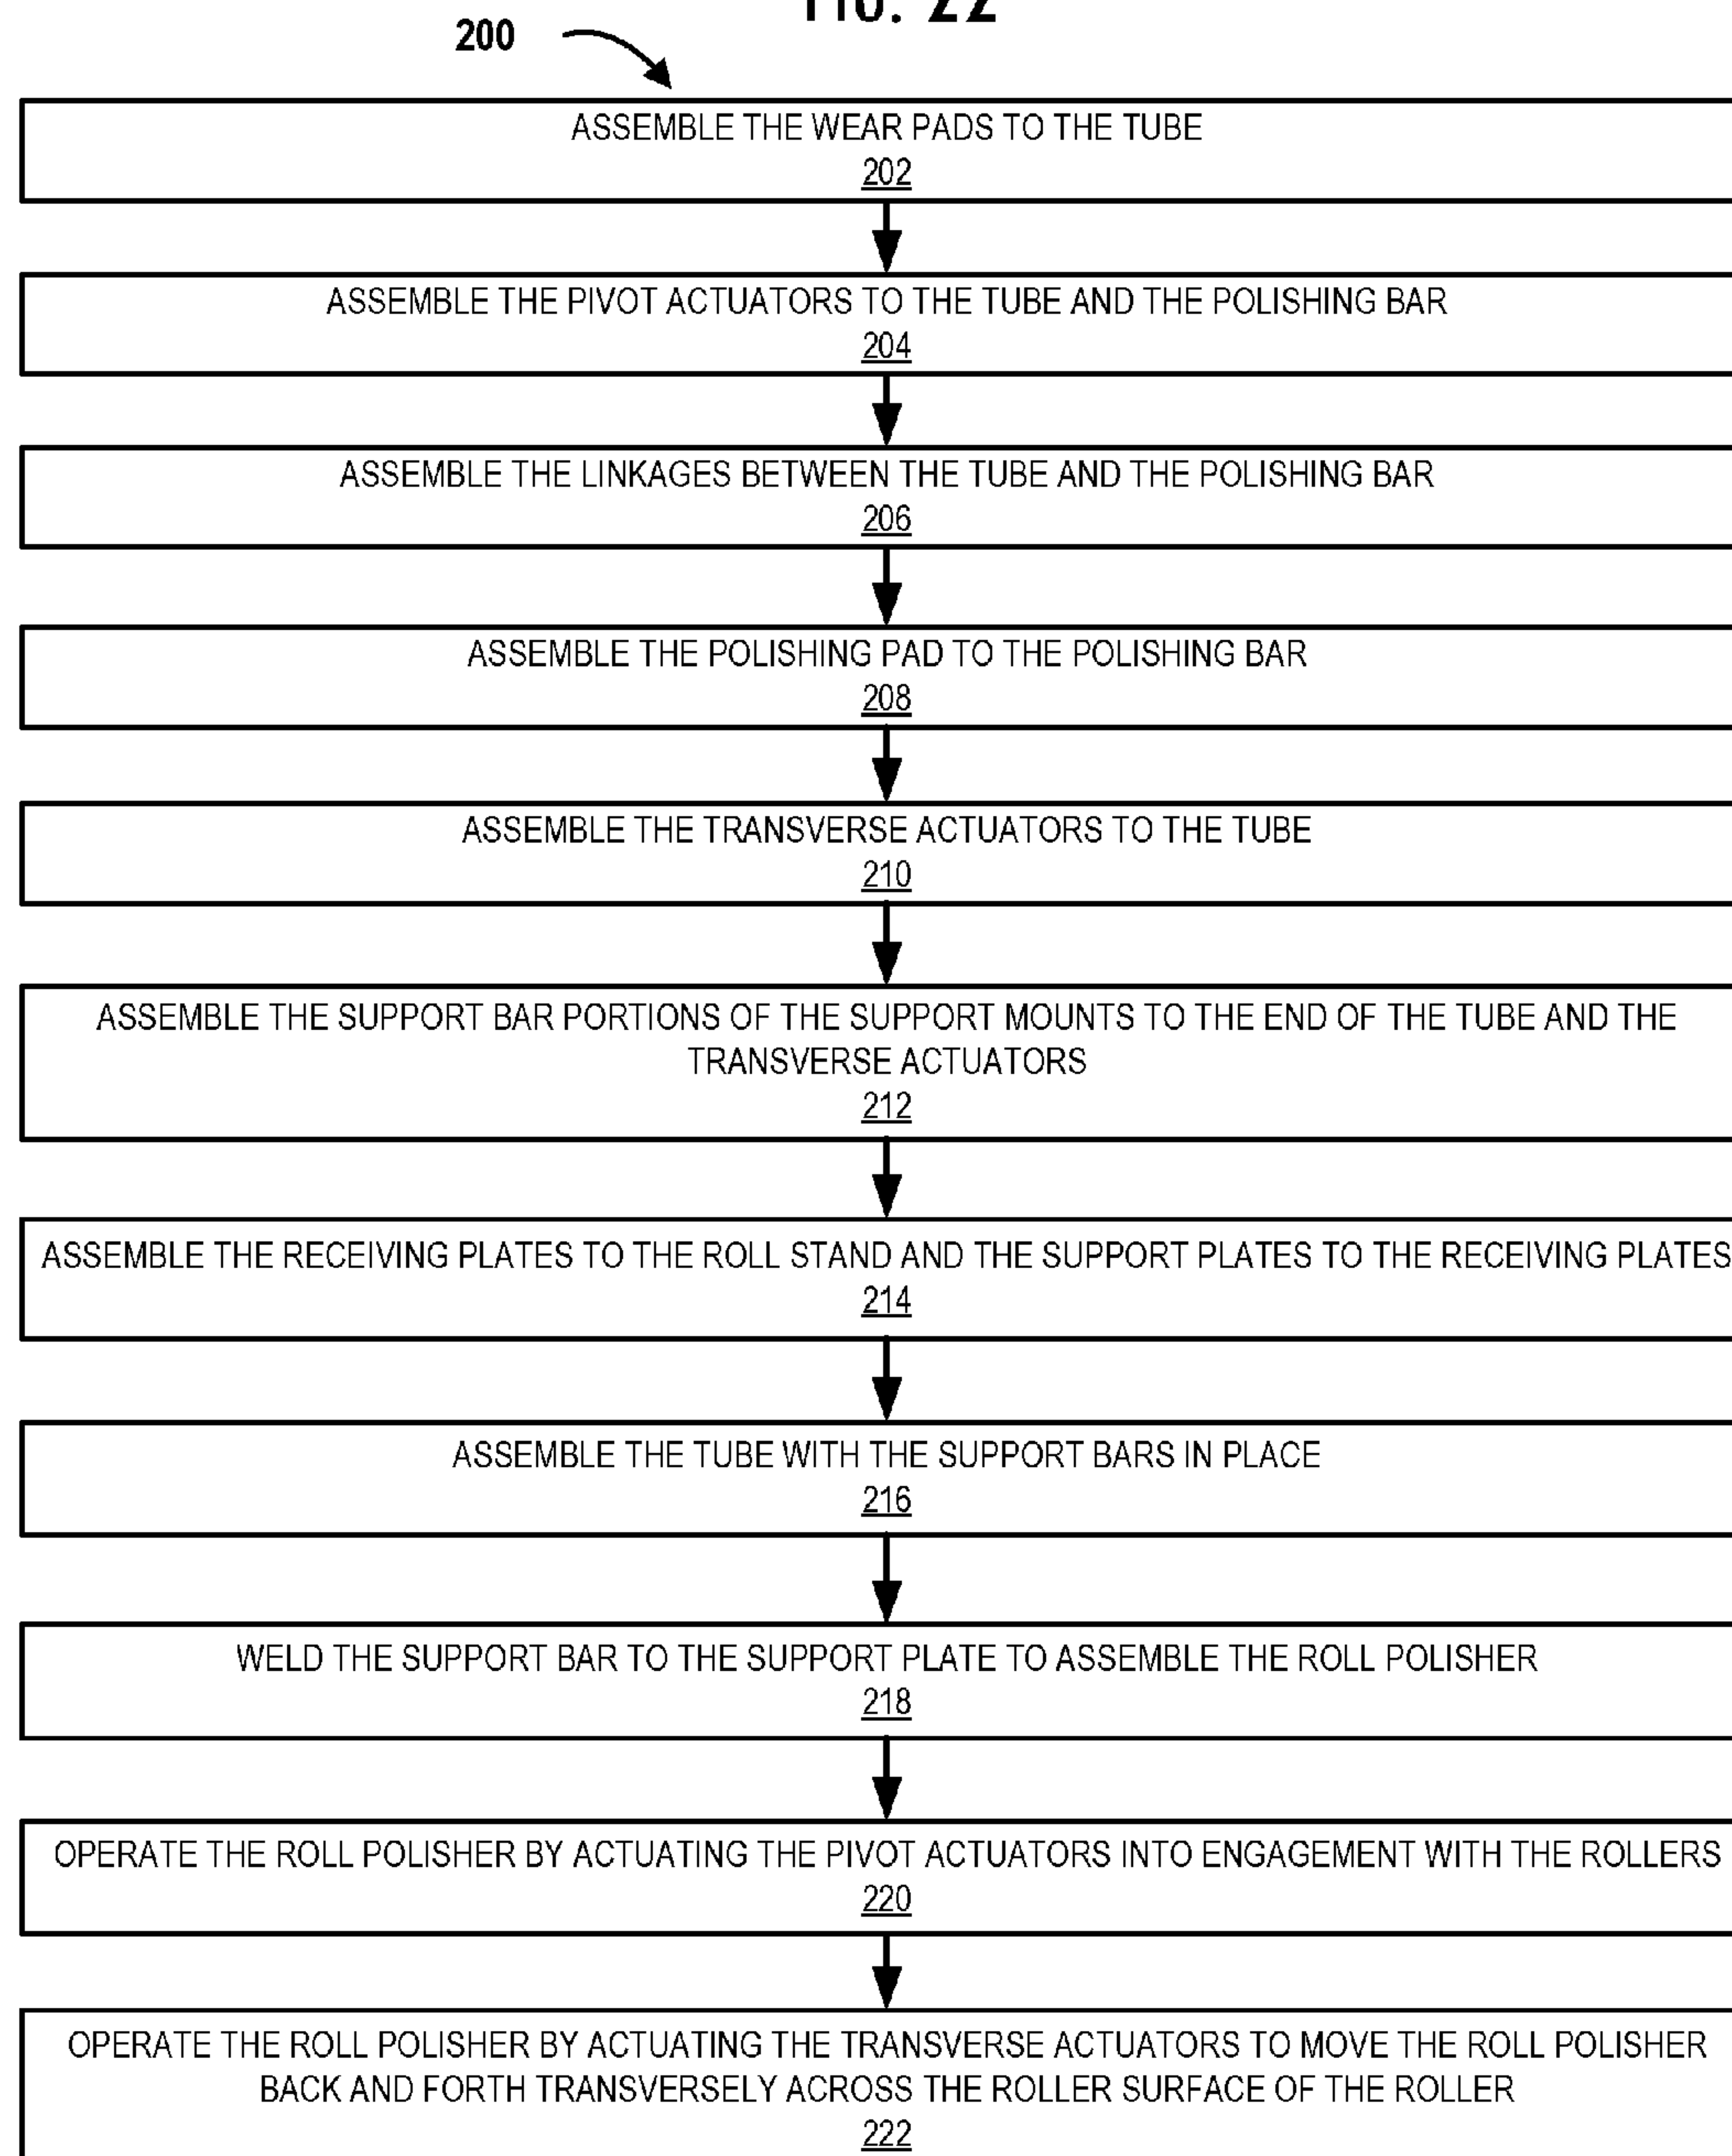 FIG. 22
200
ASSEMBLE THE WEAR PADS TO THE TUBE
202
ASSEMBLE THE PIVOT ACTUATORS TO THE TUBE AND THE POLISHING BAR
204
ASSEMBLE THE LINKAGES BETWEEN THE TUBE AND THE POLISHING BAR
206
ASSEMBLE THE POLISHING PAD TO THE POLISHING BAR
208
ASSEMBLE THE TRANSVERSE ACTUATORS TO THE TUBE
210
ASSEMBLE THE SUPPORT BAR PORTIONS OF THE SUPPORT MOUNTS TO THE END OF THE TUBE AND THE
TRANSVERSE ACTUATORS
212
ASSEMBLE THE RECEIVING PLATES TO THE ROLL STAND AND THE SUPPORT PLATES TO THE RECEIVING PLATES
214
ASSEMBLE THE TUBE WITH THE SUPPORT BARS IN PLACE
216
WELD THE SUPPORT BAR TO THE SUPPORT PLATE TO ASSEMBLE THE ROLL POLISHER
218
OPERATE THE ROLL POLISHER BY ACTUATING THE PIVOT ACTUATORS INTO ENGAGEMENT WITH THE ROLLERS
220
OPERATE THE ROLL POLISHER BY ACTUATING THE TRANSVERSE ACTUATORS TO MOVE THE ROLL POLISHER
BACK AND FORTH TRANSVERSELY ACROSS THE ROLLER SURFACE OF THE ROLLER
222